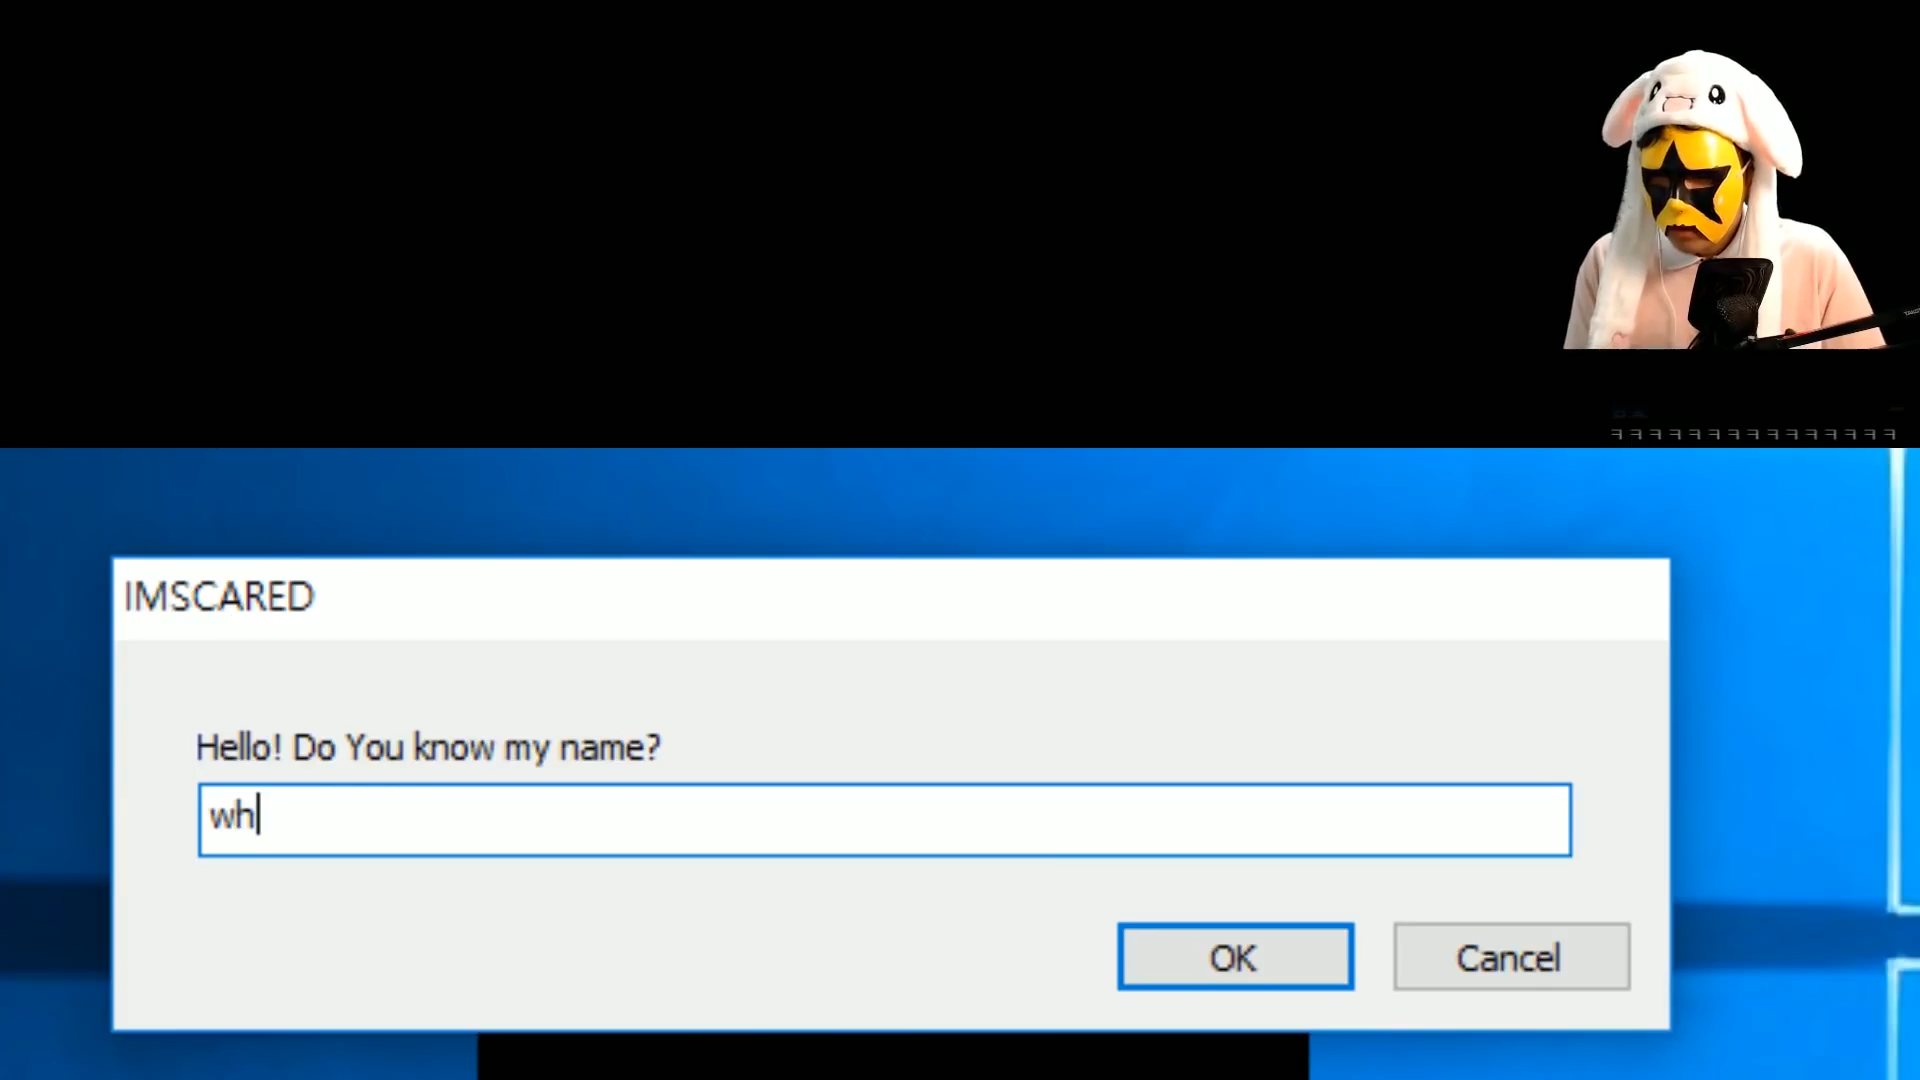 ㅋㅋㅋㅋㅋㅋㅋㅋㅋㅋㅋㅋㅋㅋㅋ
IMSCARED
Hello! Do You know my name?
wh
OK
Cancel